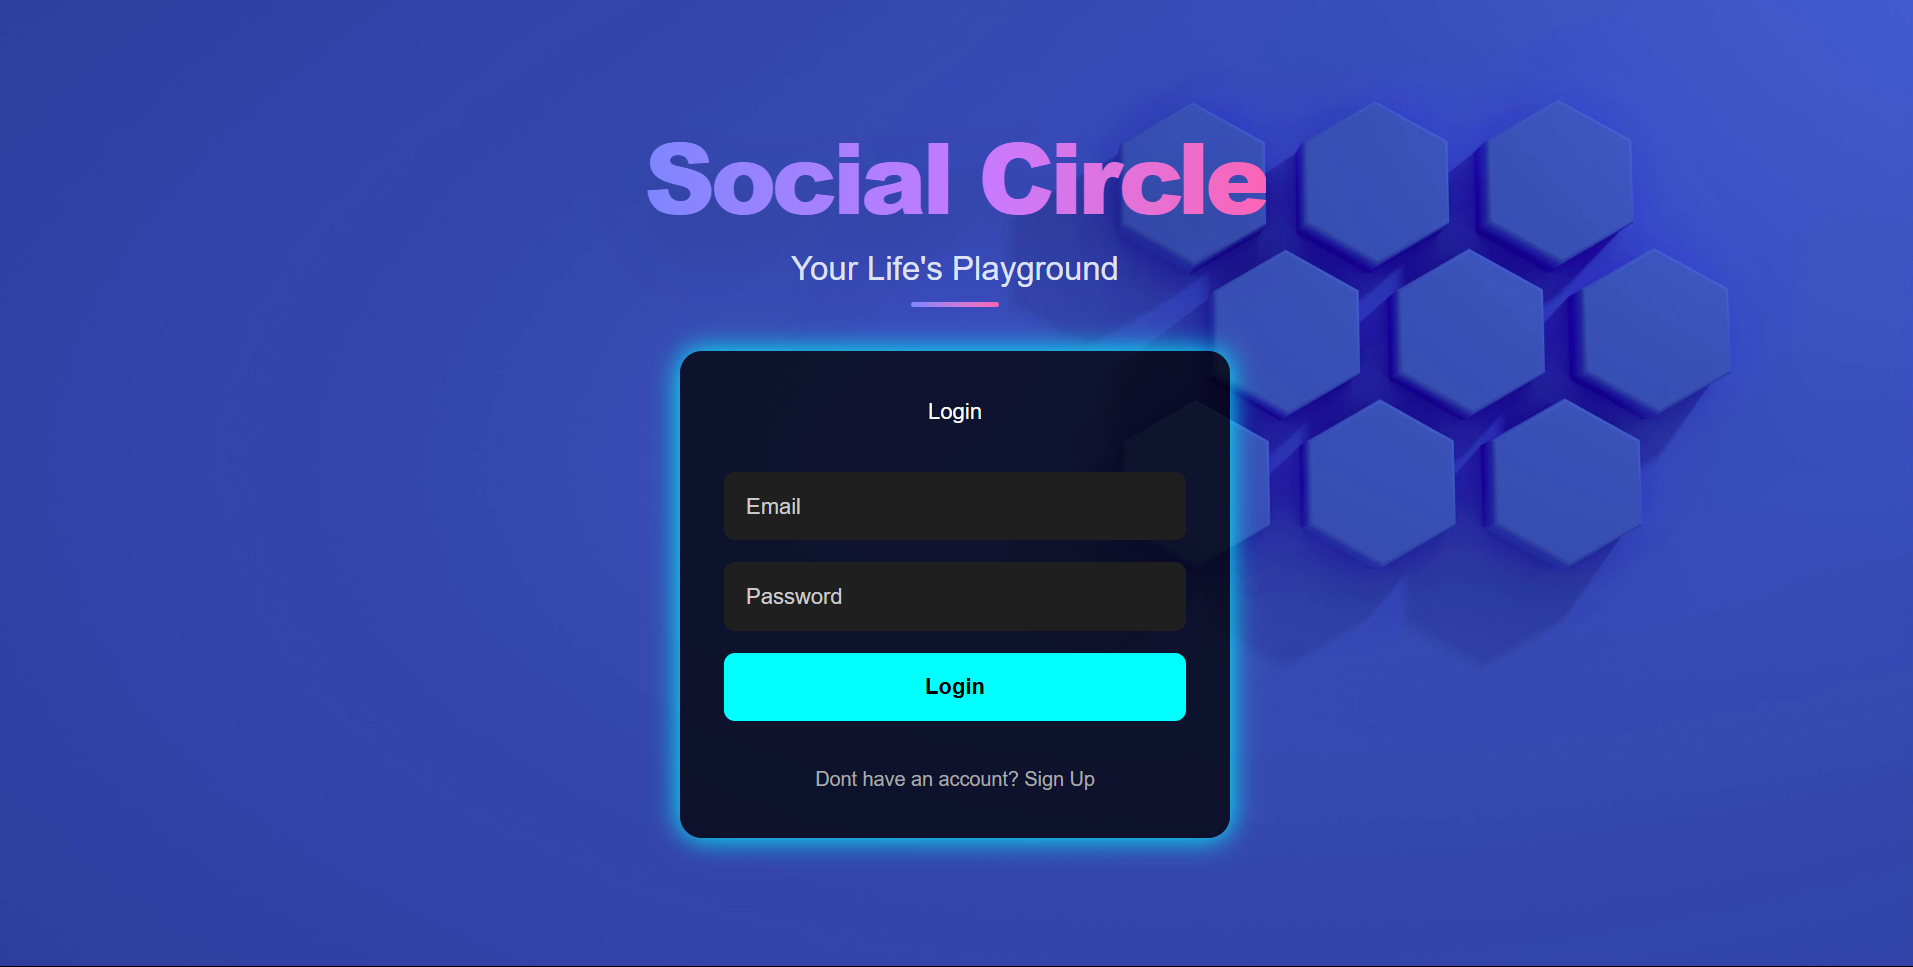 Social Circle
Your Life's Playground
Login
Email
Password
Login
Dont have an account? Sign Up